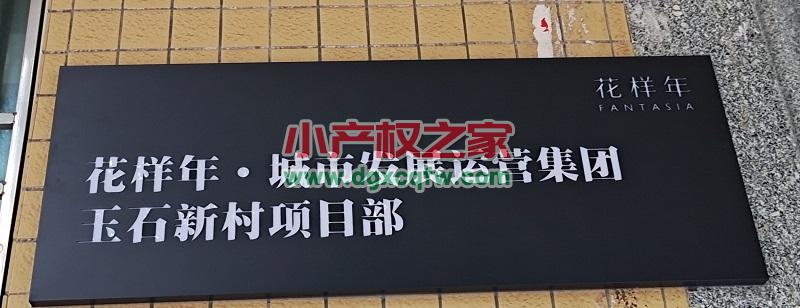 花样年
FANTASIA
小产权之家
花样年·城市发展运营集团
www.dgxcqfw.com
玉石新村项目部